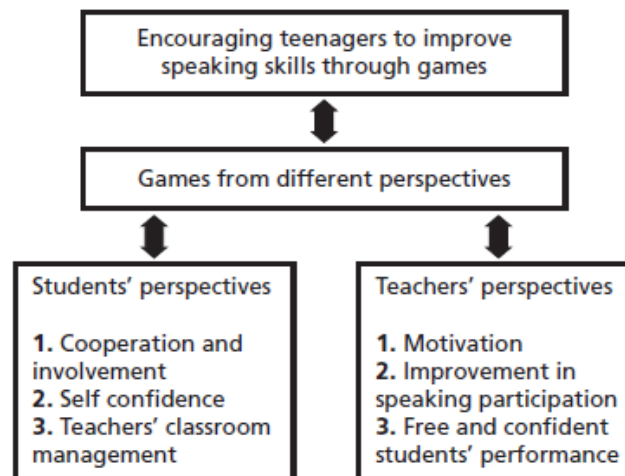 Encouraging teenagers to improve
speaking skills through games
Games from different perspectives
Students' perspectives
1. Cooperation and
involvement
2. Self confidence
3. Teachers' classroom
management
Teachers' perspectives
1. Motivation
2. Improvement in
speaking participation
3. Free and confident
students' performance